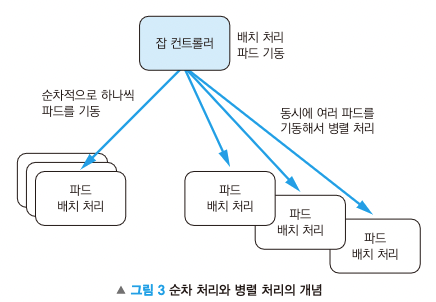 잡 컨트롤러
배치 처리
파드 기동
순차적으로 하나씩
파드를 기동
동시에 여러 파드를
기동해서 병렬 처리
파드
배치 처리
파드
배치 처리
파드
배치 처리
파드
배치 처리
▲ 그림 3 순차 처리와 병렬 처리의 개념